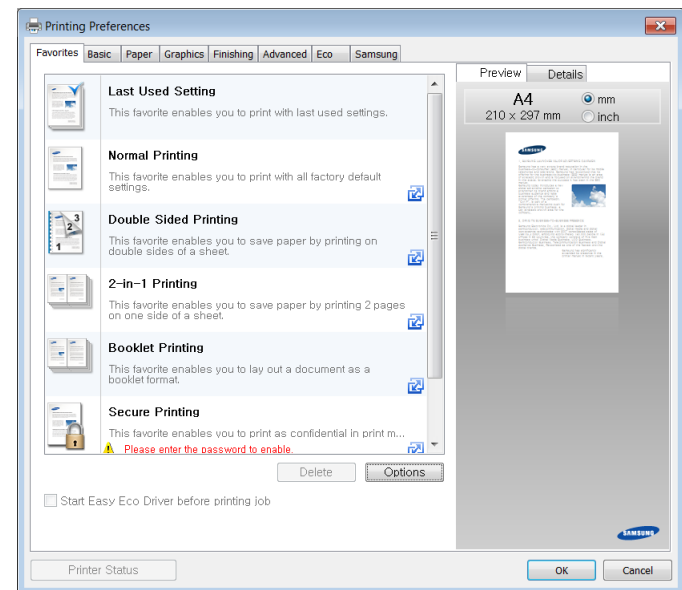 Printing Preferences
Favorites Basic Paper Graphics Finishing Advanced Eco Samsung
Last Used Setting
This favorite enables you to print with last used settings.
Normal Printing
This favorite enables you to print with all factory default
settings.
Double Sided Printing
This favorite enables you to save paper by printing on
double sides of a sheet.
2-in-1 Printing
This favorite enables you to save paper by printing 2 pages
on one side of a sheet.
Booklet Printing
This favorite enables you to lay out a document as a
booklet format.
Secure Printing
This favorite enables you to print as confidential in print m...
Please enter the password to enable.
Delete Options
Start Easy Eco Driver before printing job
Printer Status
Preview Details
A4
210 x 297 mm
mm
inch
SAMSUNG
SAMSUNG
OK Cancel
3
2
1